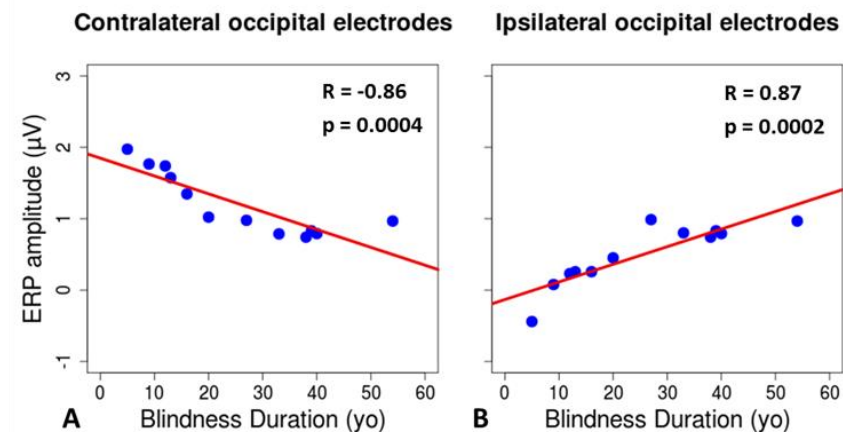 Contralateral occipital electrodes
Ipsilateral occipital electrodes
ERP amplitude (µV)
3
2
1
0
-1
R = -0.86
p = 0.0004
R = 0.87
p = 0.0002
0 10 20 30 40 50 60
0 10 20 30 40 50 60
A Blindness Duration (yo)
B Blindness Duration (yo)